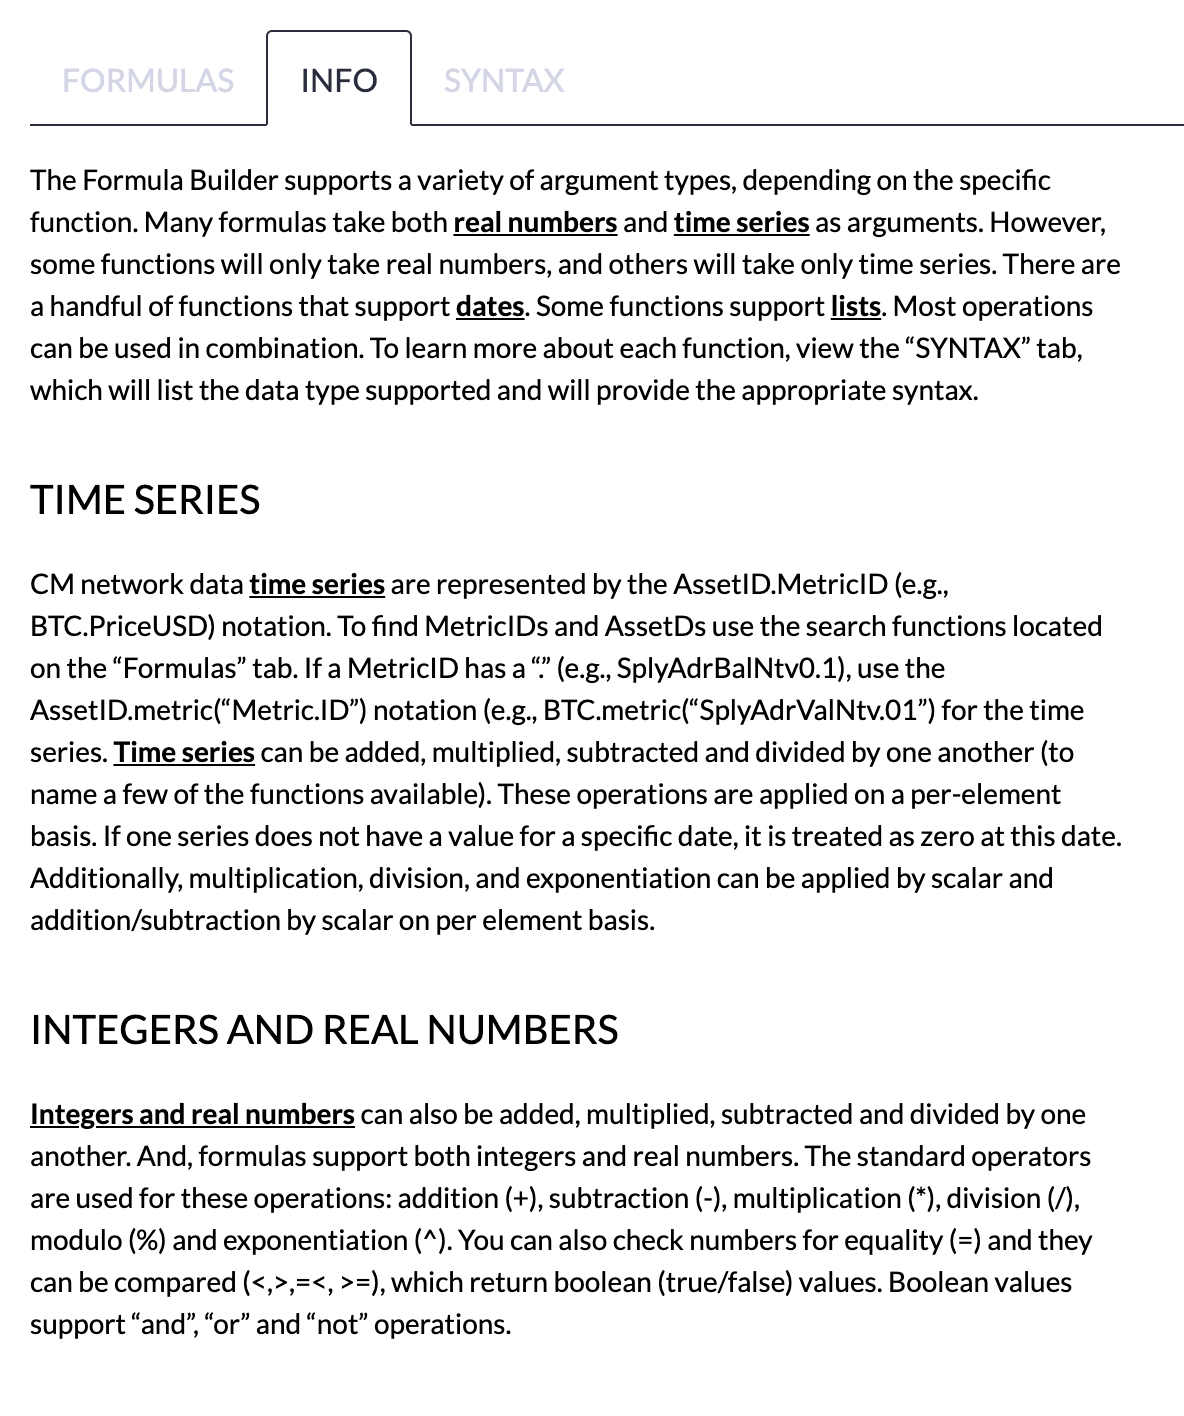 FORMULAS INFO SYNTAX
The Formula Builder supports a variety of argument types, depending on the specific
function. Many formulas take both real numbers and time series as arguments. However,
some functions will only take real numbers, and others will take only time series. There are
a handful of functions that support dates. Some functions support lists. Most operations
can be used in combination. To learn more about each function, view the “SYNTAX” tab,
which will list the data type supported and will provide the appropriate syntax.
TIME SERIES
CM network data time series are represented by the AssetID.MetricID (e.g.,
BTC.PriceUSD) notation. To find MetricIDs and AssetDs use the search functions located
on the “Formulas” tab. If a MetricID has a “.” (e.g., SplyAdrBalNtv0.1), use the
AssetID.metric(“Metric.ID”) notation (e.g., BTC.metric(“SplyAdrValNtv.01”) for the time
series. Time series can be added, multiplied, subtracted and divided by one another (to
name a few of the functions available). These operations are applied on a per-element
basis. If one series does not have a value for a specific date, it is treated as zero at this date.
Additionally, multiplication, division, and exponentiation can be applied by scalar and
addition/subtraction by scalar on per element basis.
INTEGERS AND REAL NUMBERS
Integers and real numbers can also be added, multiplied, subtracted and divided by one
another. And, formulas support both integers and real numbers. The standard operators
are used for these operations: addition (+), subtraction (-), multiplication (*), division (/),
modulo (%) and exponentiation (^). You can also check numbers for equality (=) and they
can be compared (<,>,=<, >=), which return boolean (true/false) values. Boolean values
support “and”, “or” and “not” operations.